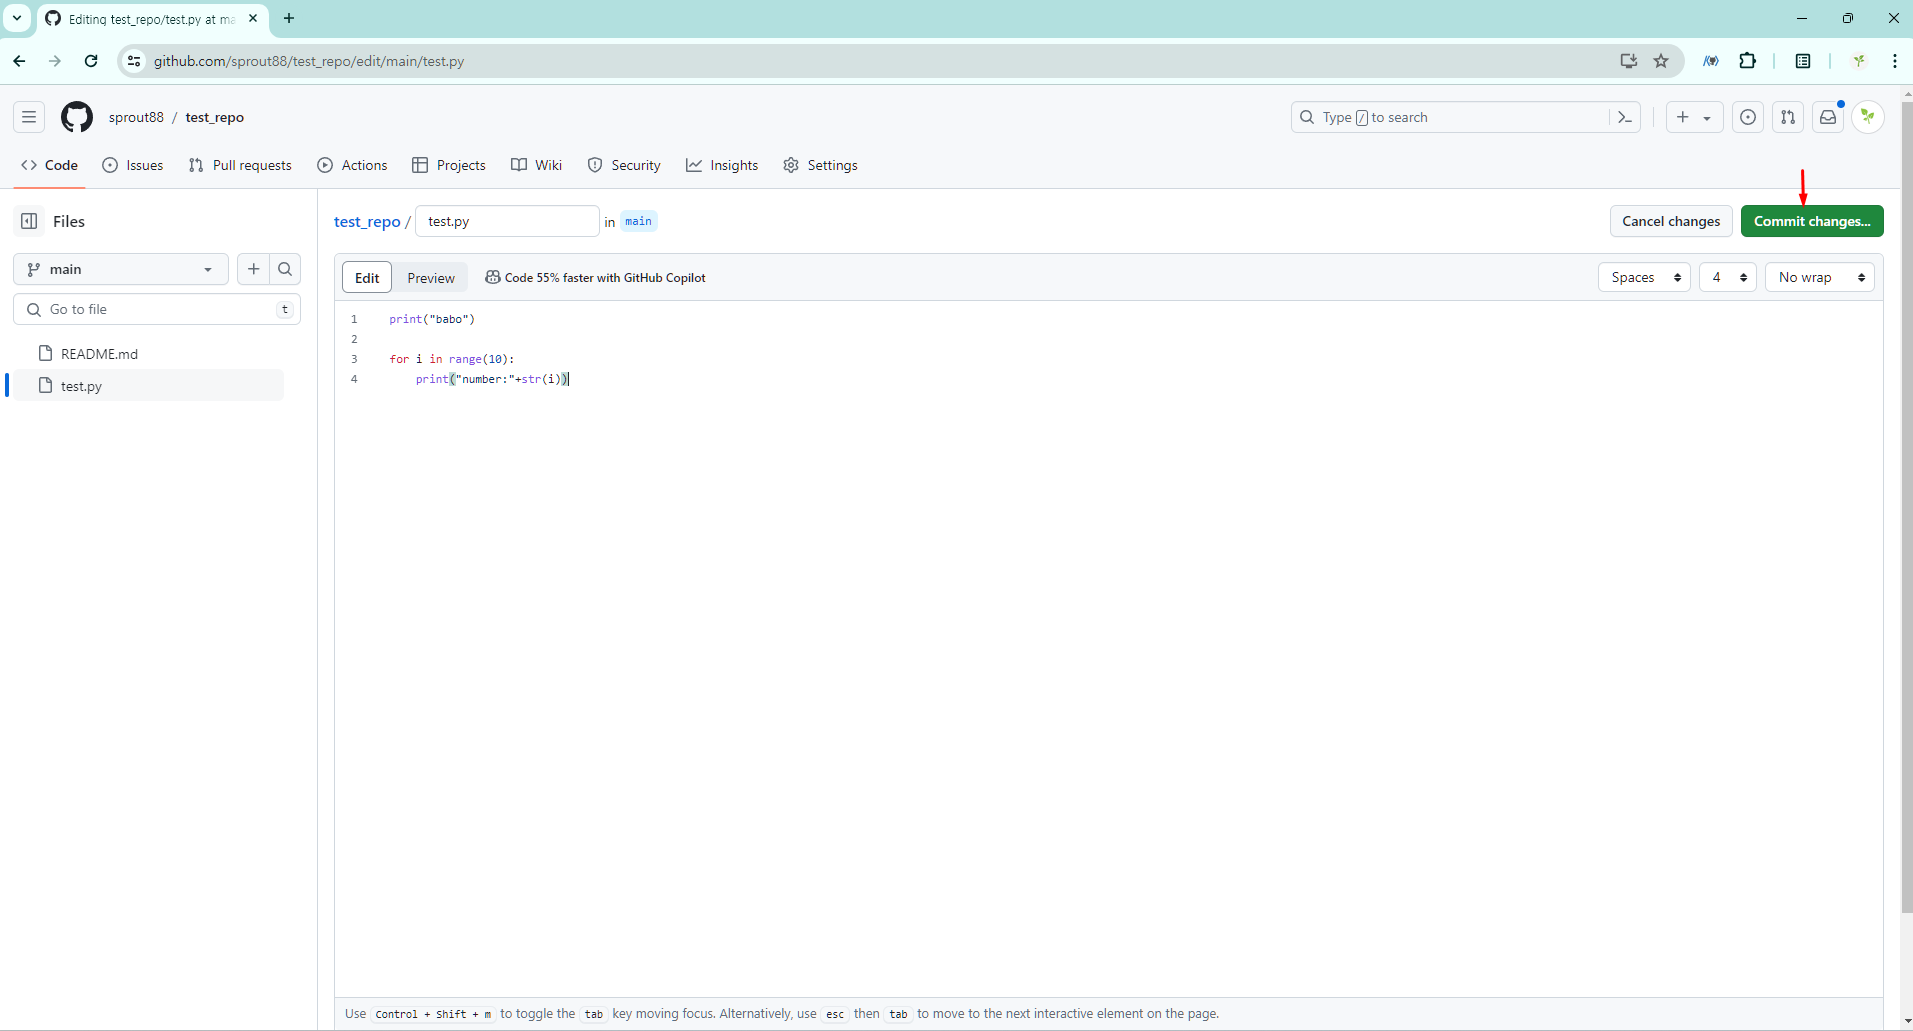 Editing test_repo/test.py at ma
github.com/sprout88/test_repo/edit/main/test.py
sprout88 / test_repo
Type / to search
Code Issues Pull requests Actions Projects Wiki Security Insights Settings
Files
test_repo / test.py in main
Cancel changes Commit changes...
main
Edit Preview Code 55% faster with GitHub Copilot
Spaces 4 No wrap
Go to file t
README.md
test.py
1 print("babo")
2
3 for i in range(10):
4 print("number:"+str(i))
Use Control + Shift + m to toggle the tab key moving focus. Alternatively, use esc then tab to move to the next interactive element on the page.